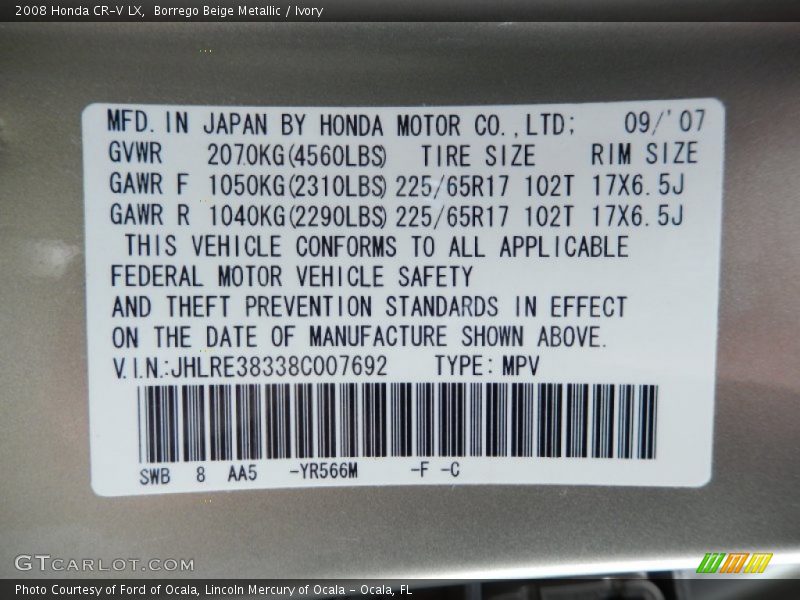 2008 Honda CR-V LX,  Borrego Beige Metallic / Ivory
MFD. IN JAPAN BY HONDA MOTOR CO.,LTD; 09/'07
GVWR 2070KG(4560LBS) TIRE SIZE RIM SIZE
GAWR F 1050KG(2310LBS) 225/65R17 102T 17X6.5J
GAWR R 1040KG(2290LBS) 225/65R17 102T 17X6.5J
THIS VEHICLE CONFORMS TO ALL APPLICABLE
FEDERAL MOTOR VEHICLE SAFETY
AND THEFT PREVENTION STANDARDS IN EFFECT
ON THE DATE OF MANUFACTURE SHOWN ABOVE.
V.I.N.:JHLRE38338C007692 TYPE: MPV
SWB 8 AA5 -YR566M -F -C
GTCARLOT.COM
Photo Courtesy of Ford of Ocala, Lincoln Mercury of Ocala - Ocala, FL